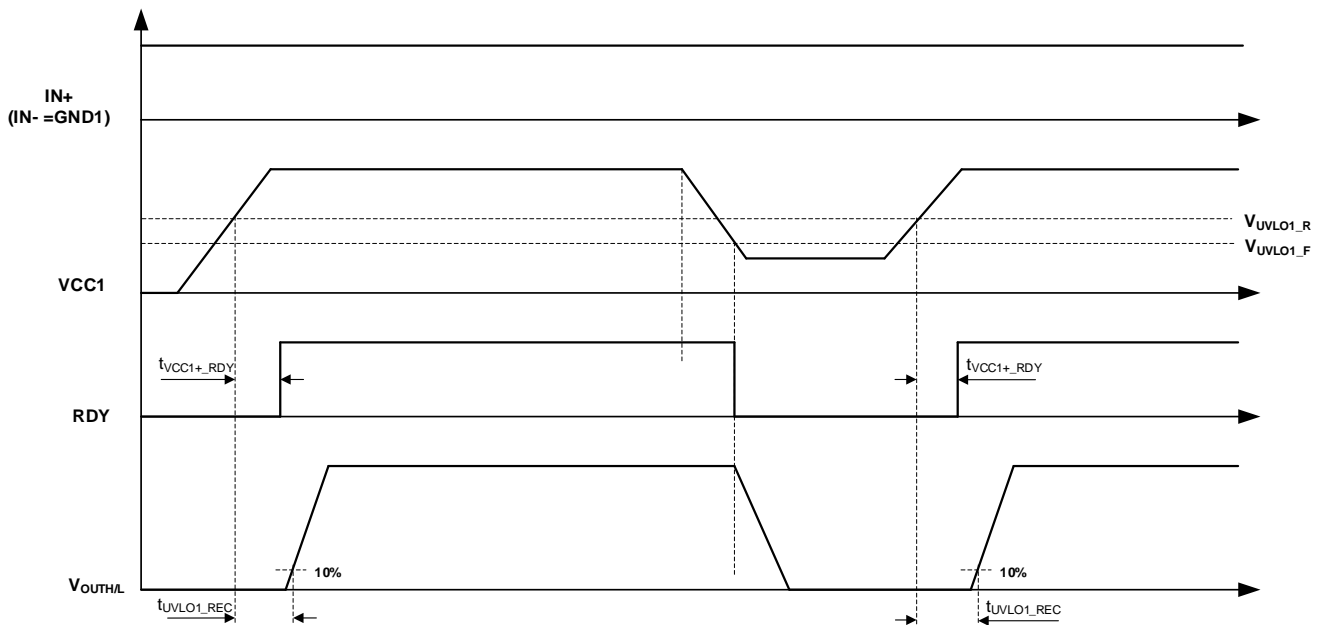 IN+
(IN- =GND1)
VUVLO1_R
VUVLO1_F
VCC1
tVCC1+_RDY
tVCC1+_RDY
RDY
10%
10%
VOUTH/L
tUVLO1_REC
tUVLO1_REC